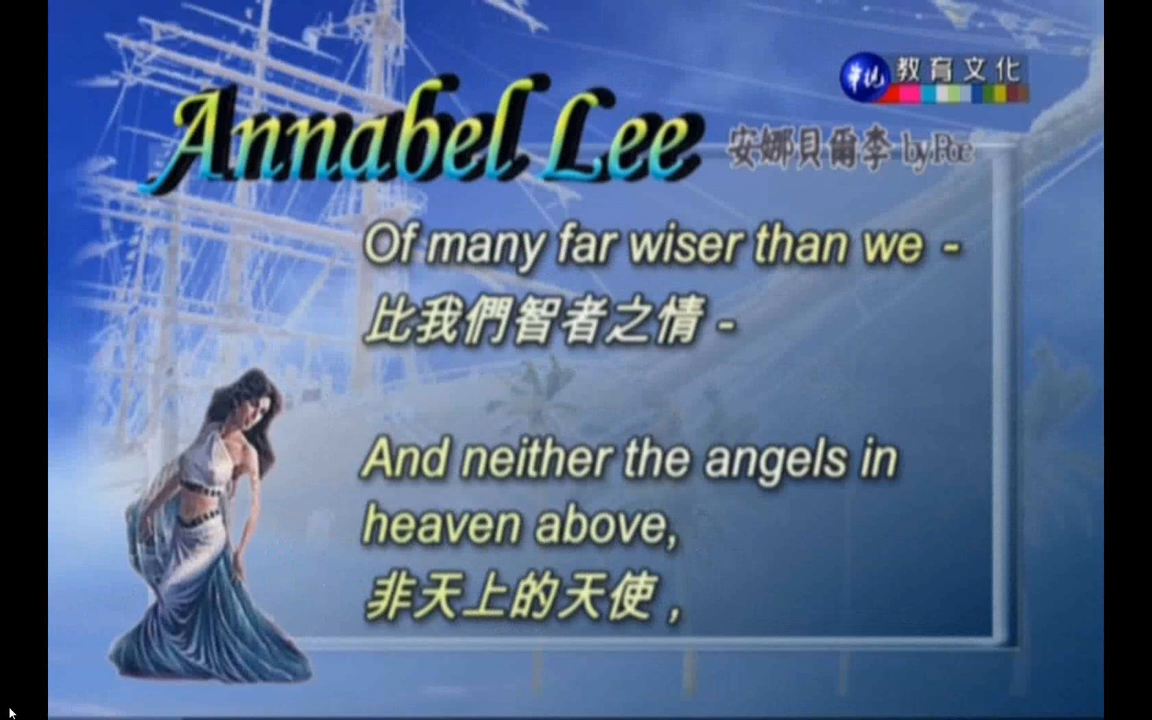 華視
教育文化
Annabel Lee
安娜貝爾李 by Poe
Of many far wiser than we -
比我們智者之情 -
And neither the angels in
heaven above,
非天上的天使 ,